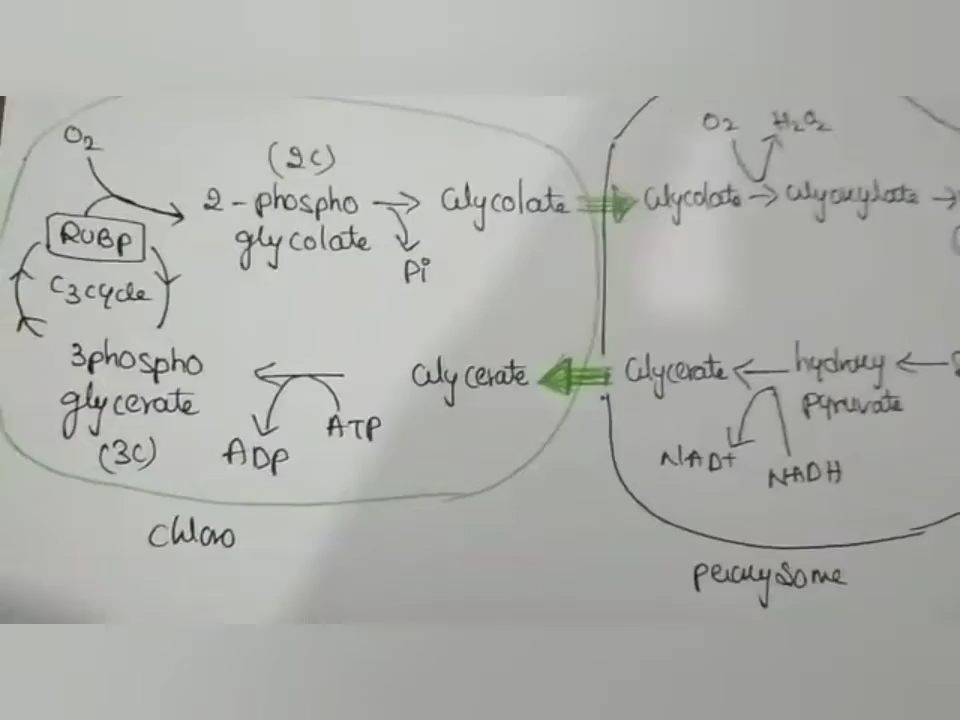 O2
(2C)
2-phospho
glycolate
Pi
Glycolate
RUBP
C3 cycle
3phospho
glycerate
(3C)
ADP
ATP
Glycerate
Chloro
O2
H2O2
Glycolate
Glyoxylate
Glycerate
hydroxy
pyruvate
NAD+
NADH
peroxysome